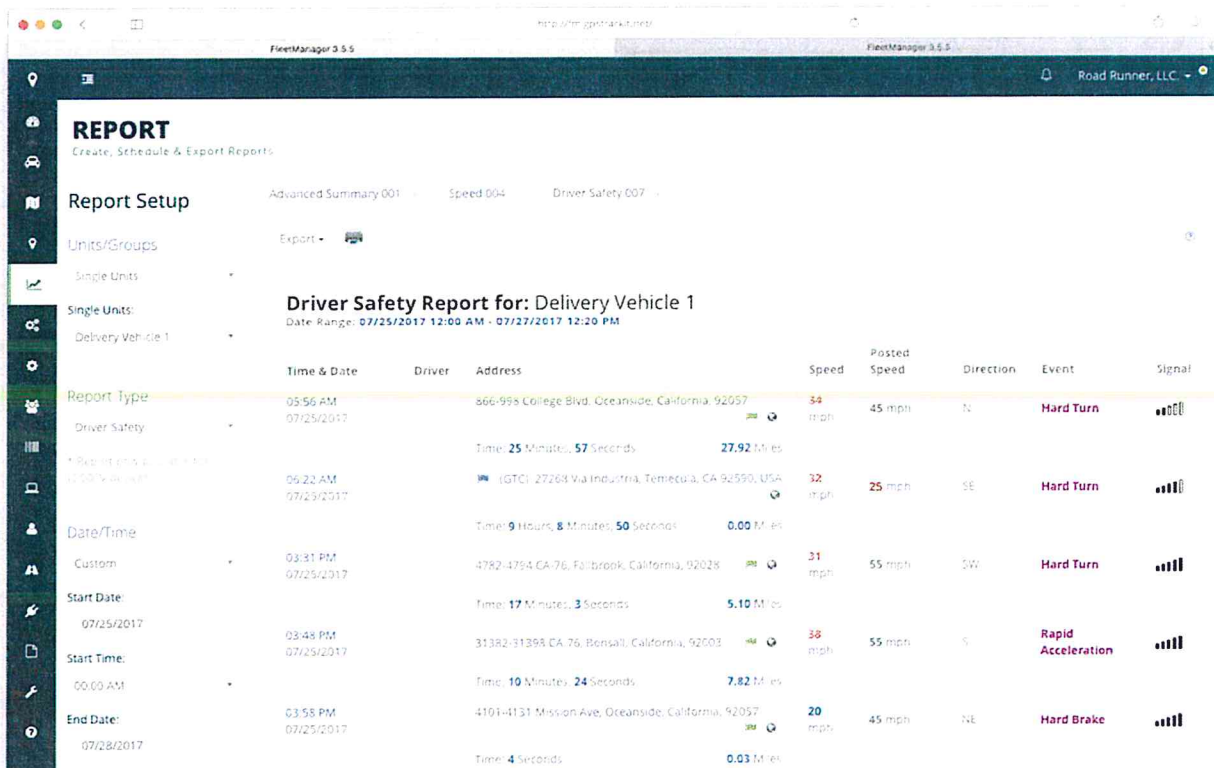 FleetManager 3.5.5
FleetManager 3.5.5
Road Runner, LLC.
REPORT
Create, Schedule & Export Reports
Report Setup
Advanced Summary 001
Speed 004
Driver Safety 007
Units/Groups
Export
Single Units
Single Units:
Delivery Vehicle 1
Report Type
Driver Safety
Date/Time
Custom
Start Date:
07/25/2017
Start Time:
00:00 AM
End Date:
07/28/2017
Driver Safety Report for: Delivery Vehicle 1
Date Range: 07/25/2017 12:00 AM - 07/27/2017 12:20 PM
Time & Date Driver Address Speed Posted Speed Direction Event Signal
05:56 AM 07/25/2017 866-998 College Blvd, Oceanside, California, 92057 34 mph 45 mph N Hard Turn
Time: 25 Minutes, 57 Seconds 27.92 Miles
06:22 AM 07/25/2017 (GTC) 27268 Via Industria, Temecula, CA 92590, USA 32 mph 25 mph SE Hard Turn
Time: 9 Hours, 8 Minutes, 50 Seconds 0.00 Miles
03:31 PM 07/25/2017 4782-4794 CA-76, Fallbrook, California, 92028 31 mph 55 mph SW Hard Turn
Time: 17 Minutes, 3 Seconds 5.10 Miles
03:48 PM 07/25/2017 31382-31398 CA-76, Bonsall, California, 92003 38 mph 55 mph S Rapid Acceleration
Time: 10 Minutes, 24 Seconds 7.82 Miles
03:58 PM 07/25/2017 4101-4131 Mission Ave, Oceanside, California, 92057 20 mph 45 mph NE Hard Brake
Time: 4 Seconds 0.03 Miles